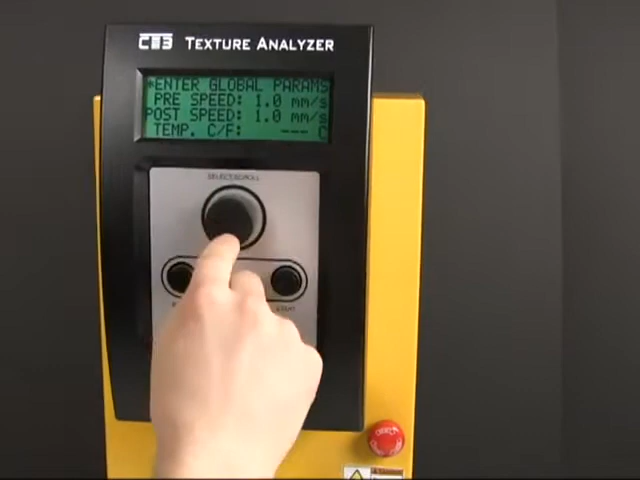 CT3 TEXTURE ANALYZER
*ENTER GLOBAL PARAMS
PRE SPEED: 1.0 mm/s
POST SPEED: 1.0 mm/s
TEMP. C/F: --- C
SELECT/SCROLL